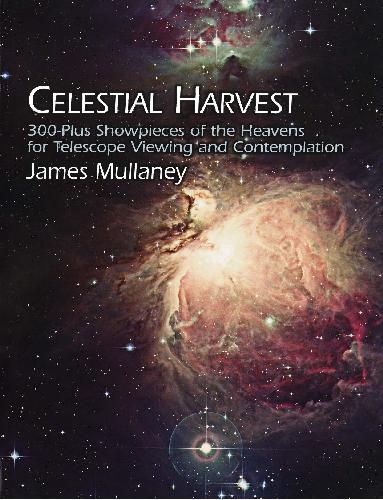 CELESTIAL HARVEST
300-Plus Showpieces of the Heavens
for Telescope Viewing and Contemplation
James Mullaney